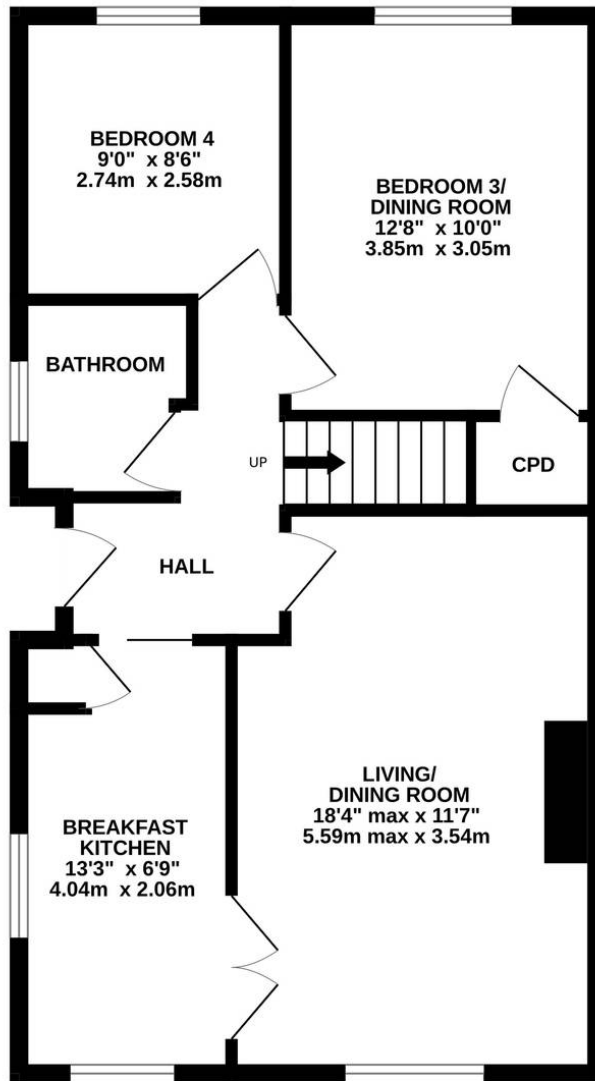 BEDROOM 4
9'0" x 8'6"
2.74m x 2.58m
BEDROOM 3/
DINING ROOM
12'8" x 10'0"
3.85m x 3.05m
BATHROOM
UP
CPD
HALL
LIVING/
DINING ROOM
18'4" max x 11'7"
5.59m max x 3.54m
BREAKFAST
KITCHEN
13'3" x 6'9"
4.04m x 2.06m